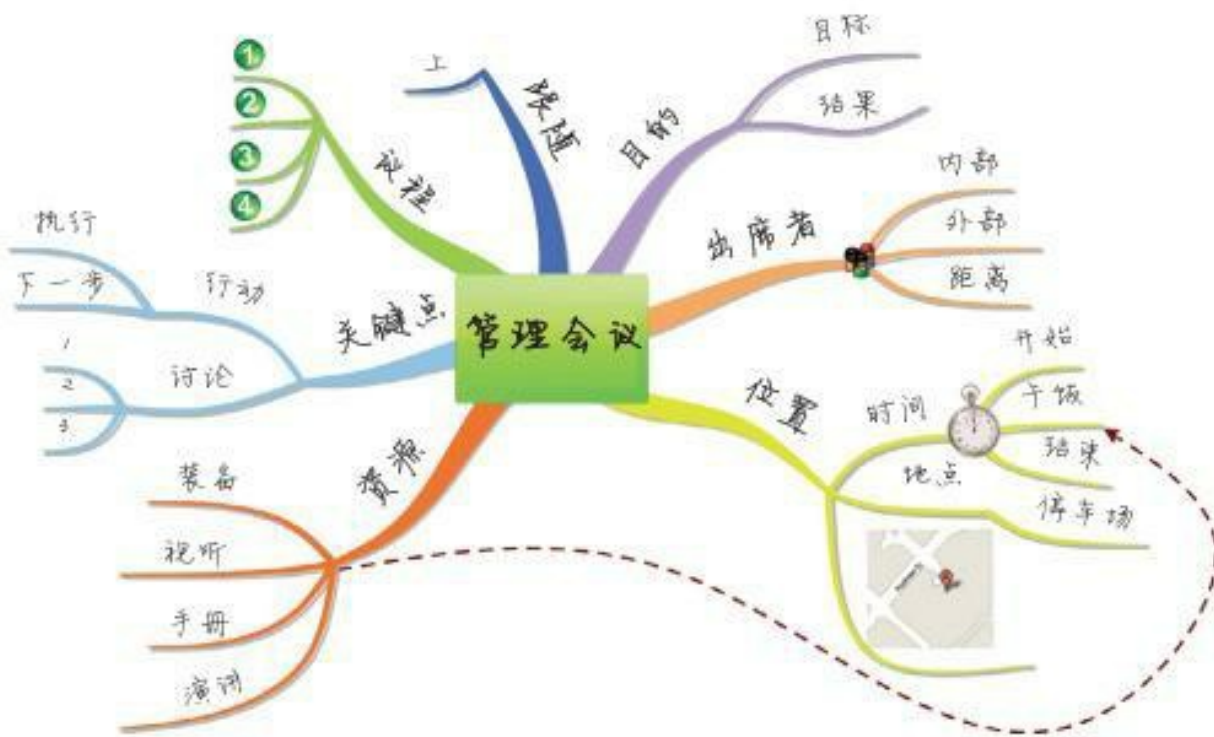 管理会议
目的
目标
结果
出席者
内部
外部
距离
位置
时间
开始
午饭
结束
地点
停车场
资源
装备
视听
手册
关键点
行动
执行
下一步
讨论
1
2
3
议程
1
2
3
4
跟随
上